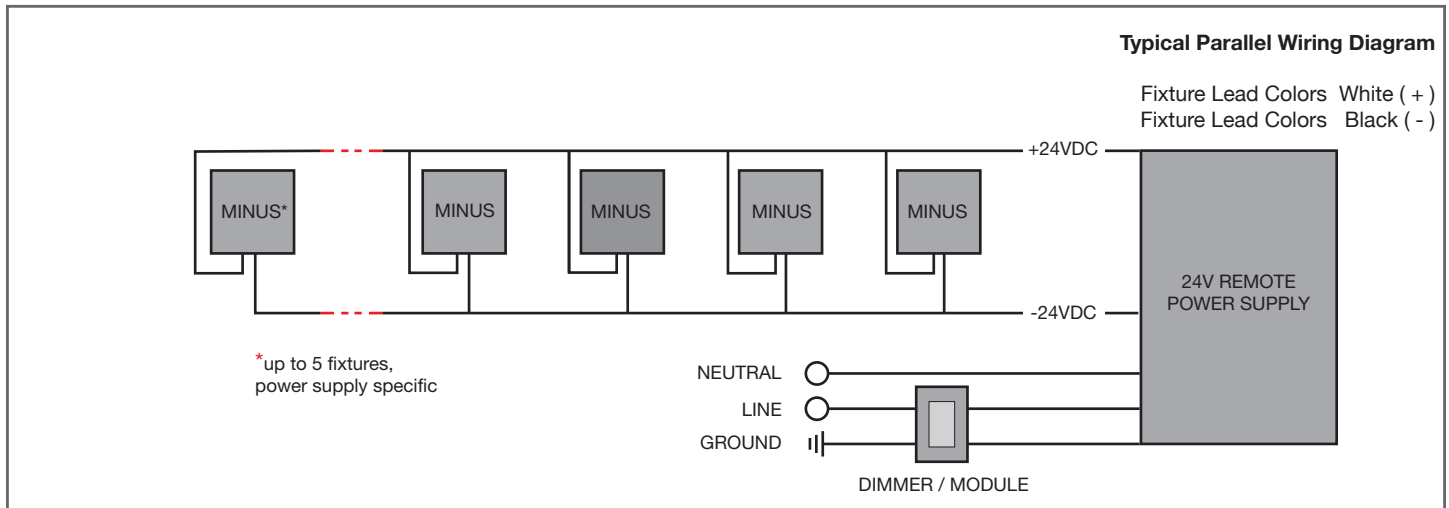 Typical Parallel Wiring Diagram
Fixture Lead Colors White ( + )
Fixture Lead Colors Black ( - )
+24VDC
MINUS*
MINUS
MINUS
MINUS
MINUS
24V REMOTE
POWER SUPPLY
-24VDC
*up to 5 fixtures,
power supply specific
NEUTRAL
LINE
GROUND
DIMMER / MODULE